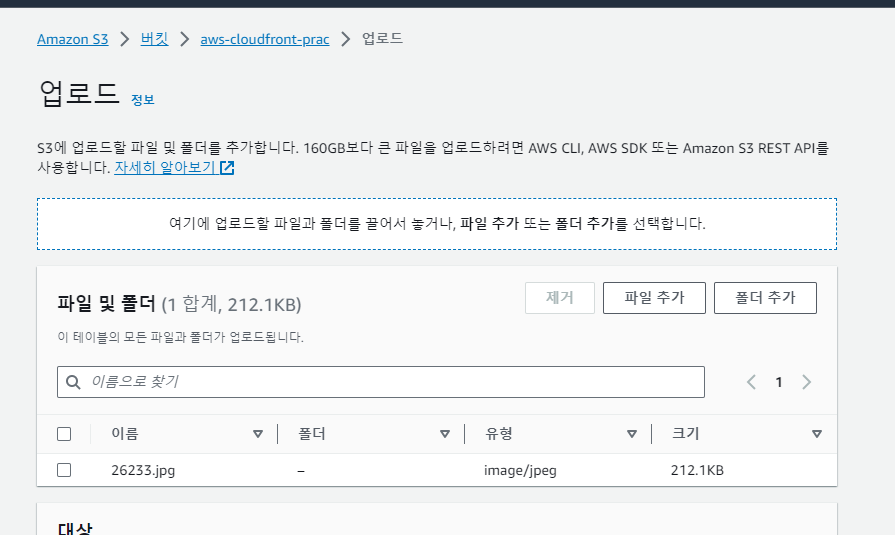 Amazon S3 > 버킷 > aws-cloudfront-prac > 업로드
업로드 정보
S3에 업로드할 파일 및 폴더를 추가합니다. 160GB보다 큰 파일을 업로드하려면 AWS CLI, AWS SDK 또는 Amazon S3 REST API를
사용합니다. 자세히 알아보기
여기에 업로드할 파일과 폴더를 끌어서 놓거나, 파일 추가 또는 폴더 추가를 선택합니다.
파일 및 폴더 (1 합계, 212.1KB) 제거 파일 추가 폴더 추가
이 테이블의 모든 파일과 폴더가 업로드됩니다.
이름으로 찾기 1
이름 폴더 유형 크기
26233.jpg – image/jpeg 212.1KB
대상